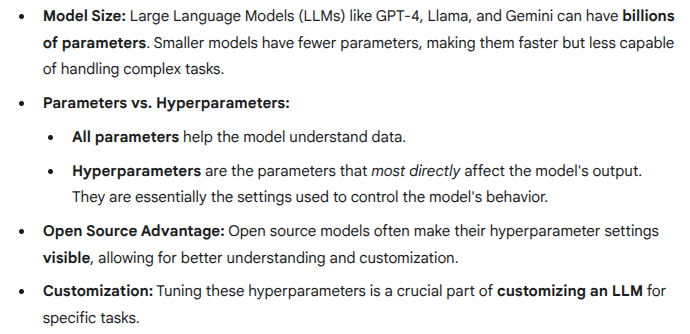 Model Size: Large Language Models (LLMs) like GPT-4, Llama, and Gemini can have billions
of parameters. Smaller models have fewer parameters, making them faster but less capable
of handling complex tasks.
Parameters vs. Hyperparameters:
All parameters help the model understand data.
Hyperparameters are the parameters that most directly affect the model's output.
They are essentially the settings used to control the model's behavior.
Open Source Advantage: Open source models often make their hyperparameter settings
visible, allowing for better understanding and customization.
Customization: Tuning these hyperparameters is a crucial part of customizing an LLM for
specific tasks.